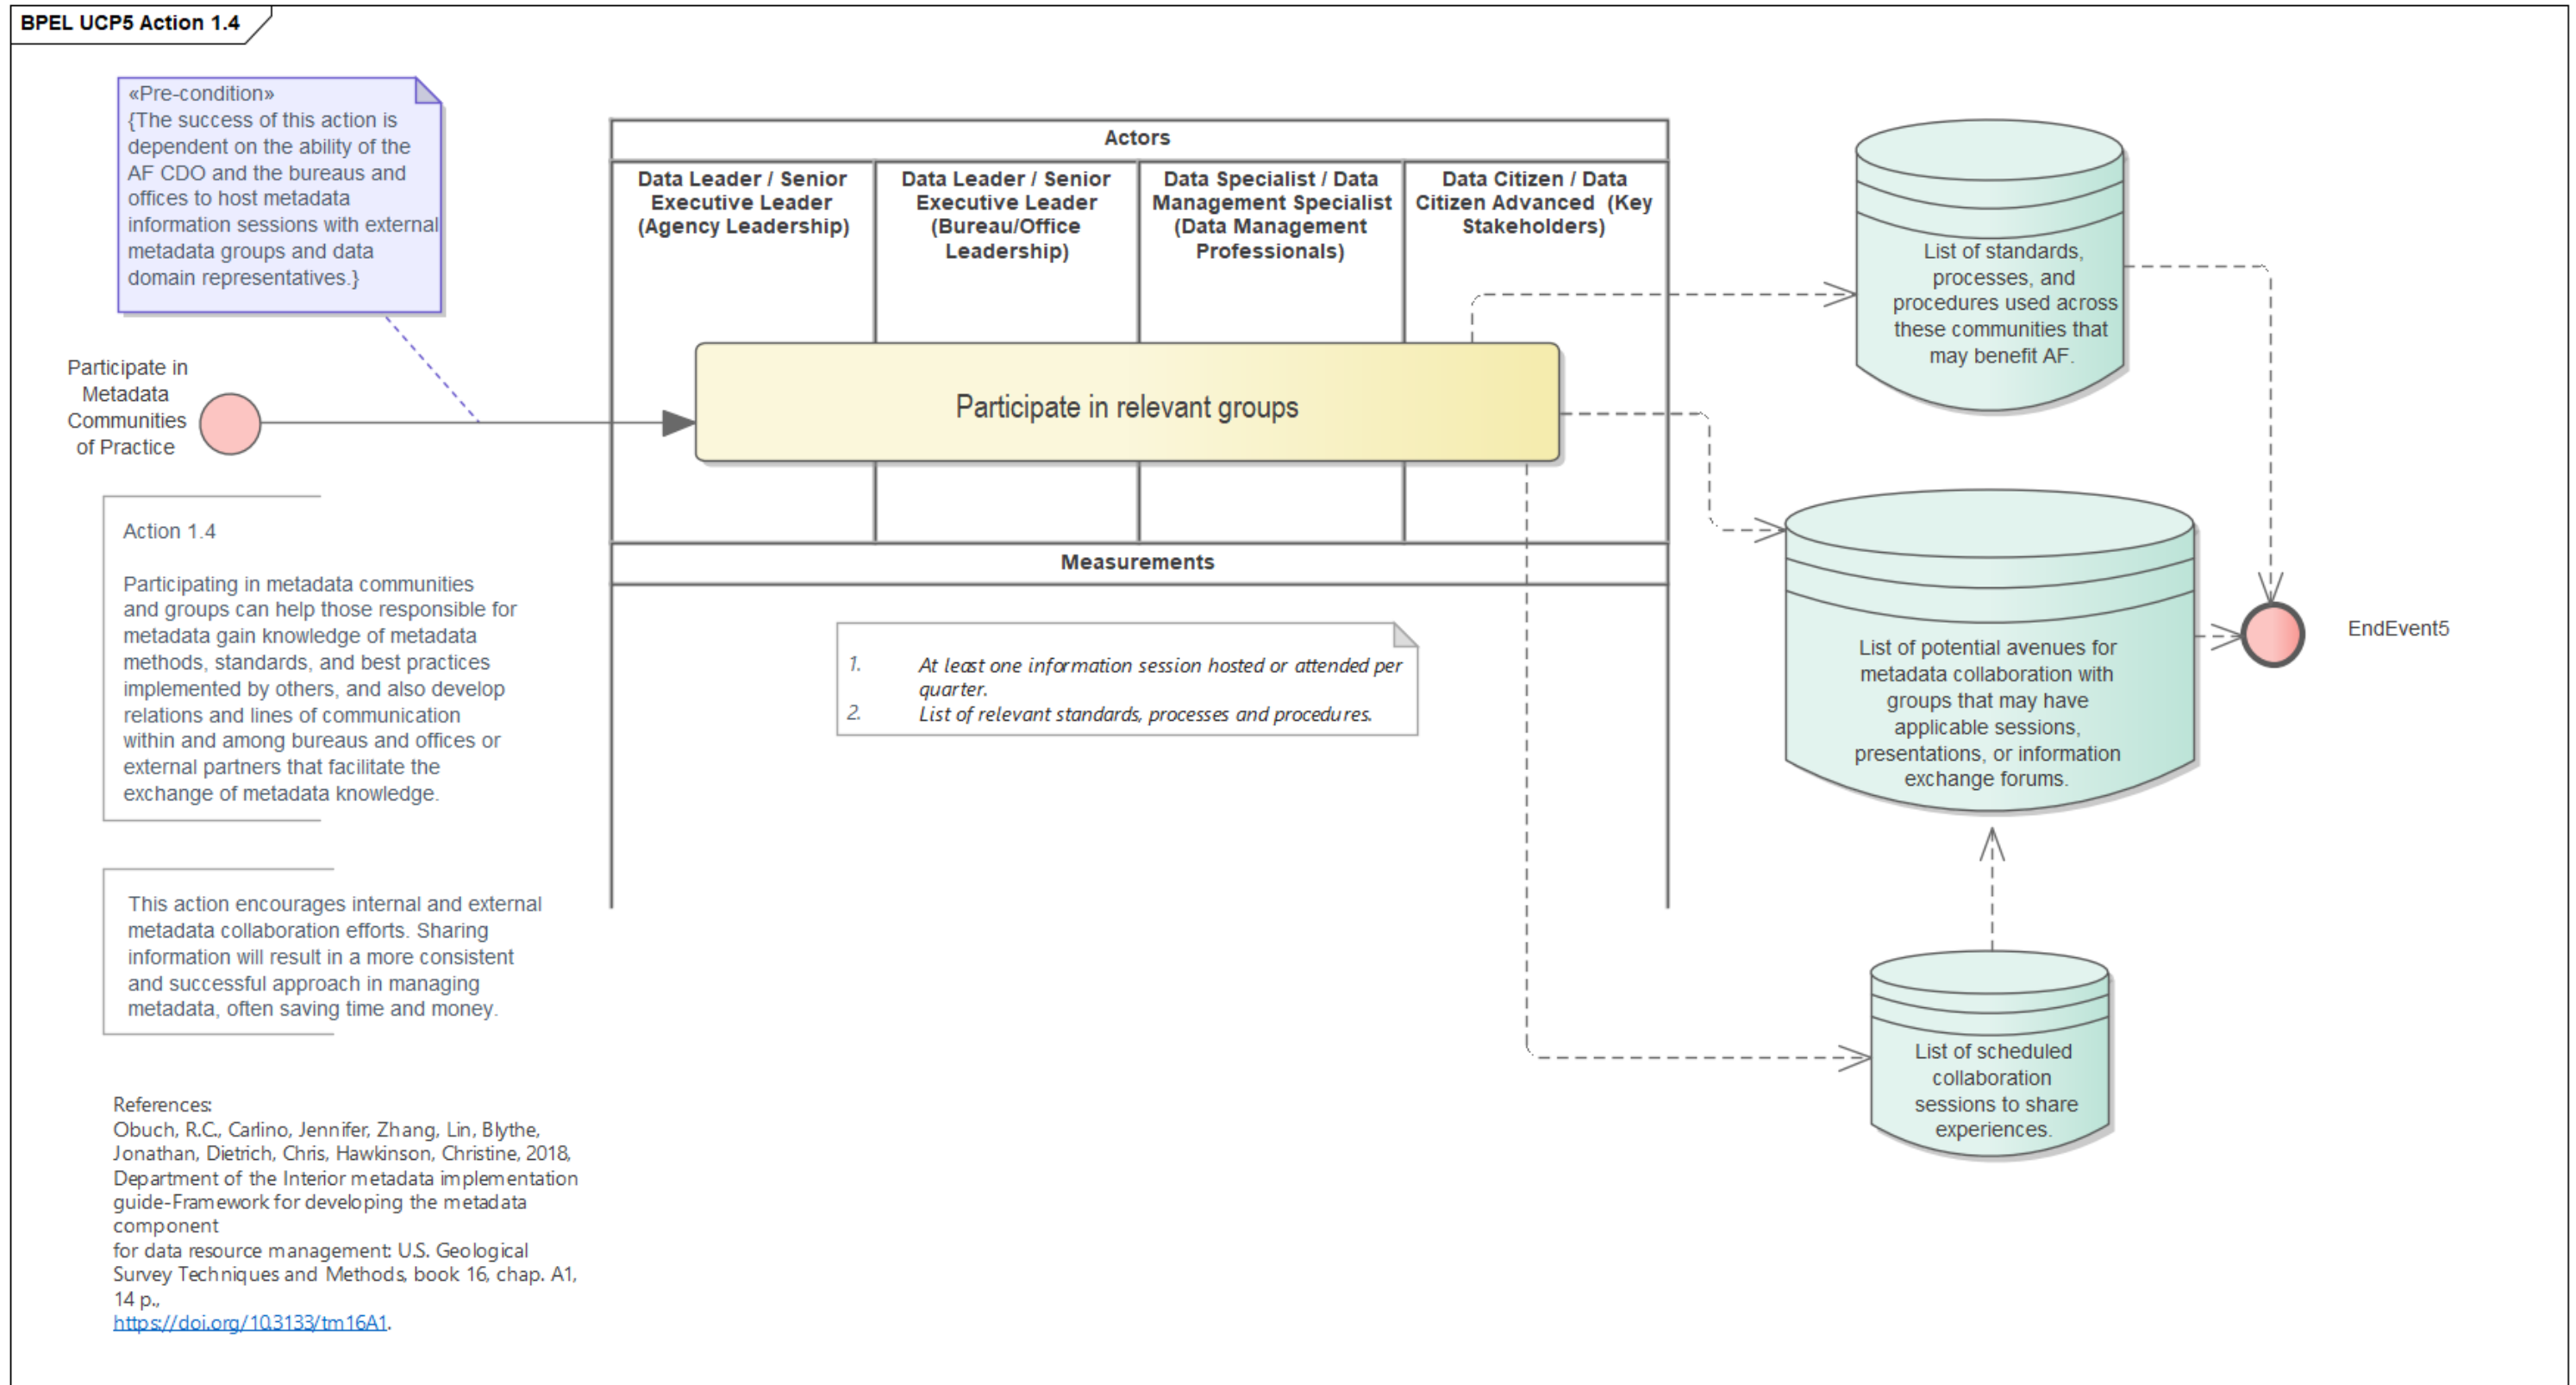 BPEL UCP5 Action 1.4
«Pre-condition»
{The success of this action is
dependent on the ability of the
AF CDO and the bureaus and
offices to host metadata
information sessions with external
metadata groups and data
domain representatives.}
Participate in
Metadata
Communities
of Practice
Action 1.4
Participating in metadata communities
and groups can help those responsible for
metadata gain knowledge of metadata
methods, standards, and best practices
implemented by others, and also develop
relations and lines of communication
within and among bureaus and offices or
external partners that facilitate the
exchange of metadata knowledge.
This action encourages internal and external
metadata collaboration efforts. Sharing
information will result in a more consistent
and successful approach in managing
metadata, often saving time and money.
References:
Obuch, R.C., Carlino, Jennifer, Zhang, Lin, Blythe,
Jonathan, Dietrich, Chris, Hawkinson, Christine, 2018,
Department of the Interior metadata implementation
guide-Framework for developing the metadata
component
for data resource management: U.S. Geological
Survey Techniques and Methods, book 16, chap. A1,
14 p.,
https://doi.org/10.3133/tm16A1.
Actors
Data Leader / Senior
Executive Leader
(Agency Leadership)
Data Leader / Senior
Executive Leader
(Bureau/Office
Leadership)
Data Specialist / Data
Management Specialist
(Data Management
Professionals)
Data Citizen / Data
Citizen Advanced (Key
Stakeholders)
Participate in relevant groups
Measurements
1. At least one information session hosted or attended per
quarter.
2. List of relevant standards, processes and procedures.
List of standards,
processes, and
procedures used across
these communities that
may benefit AF.
List of potential avenues for
metadata collaboration with
groups that may have
applicable sessions,
presentations, or information
exchange forums.
EndEvent5
List of scheduled
collaboration
sessions to share
experiences.